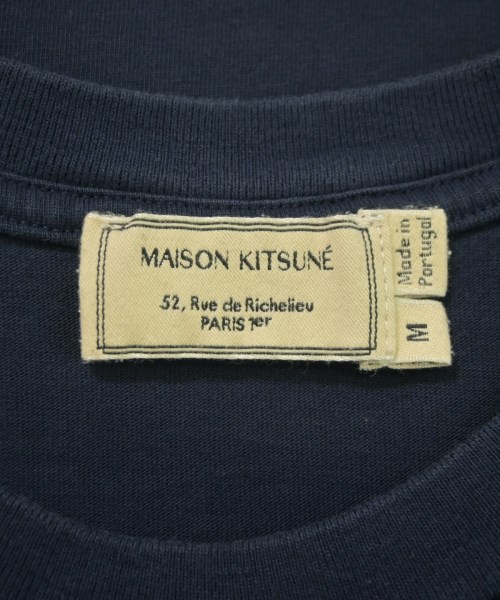 MAISON KITSUNÉ
52, Rue de Richelieu
PARIS 1er
Made in
Portugal
M